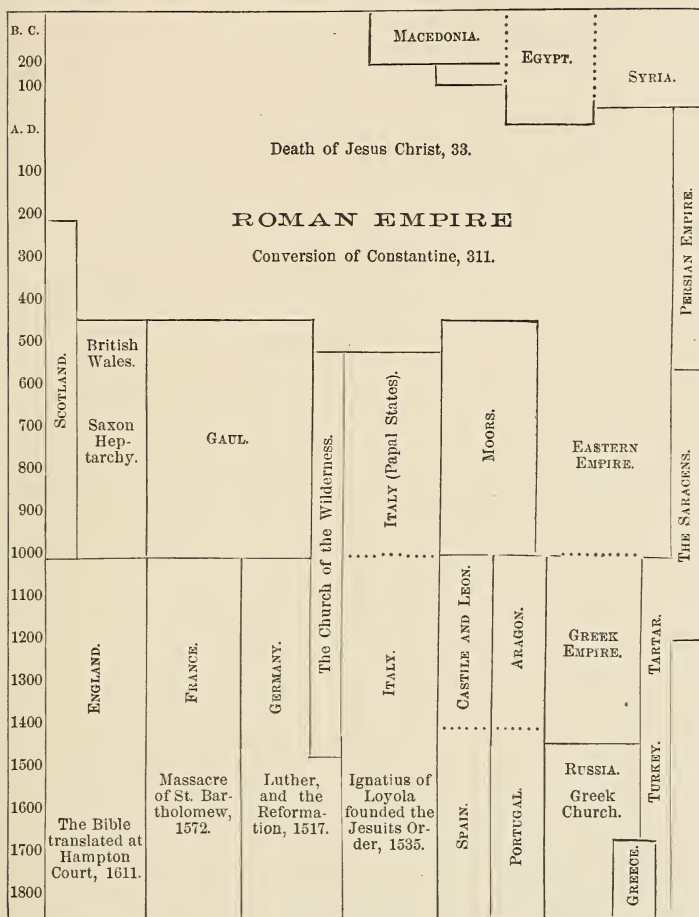 B. C.
200
100
A. D.
100
200
300
400
500
600
700
800
900
1000
1100
1200
1300
1400
1500
1600
1700
1800
MACEDONIA.
EGYPT.
SYRIA.
Death of Jesus Christ, 33.
ROMAN EMPIRE
Conversion of Constantine, 311.
PERSIAN EMPIRE.
SCOTLAND.
British
Wales.
Saxon
Hep-
tarchy.
GAUL.
The Church of the Wilderness.
ITALY (Papal States).
MOORS.
EASTERN
EMPIRE.
THE SARACENS.
ENGLAND.
The Bible
translated at
Hampton
Court, 1611.
FRANCE.
Massacre
of St. Bar-
tholomew,
1572.
GERMANY.
Luther,
and the
Reforma-
tion, 1517.
ITALY.
Ignatius of
Loyola
founded the
Jesuits Or-
der, 1535.
CASTILE AND LEON.
SPAIN.
ARAGON.
PORTUGAL.
GREEK
EMPIRE.
RUSSIA.
Greek
Church.
TARTAR.
TURKEY.
GREECE.